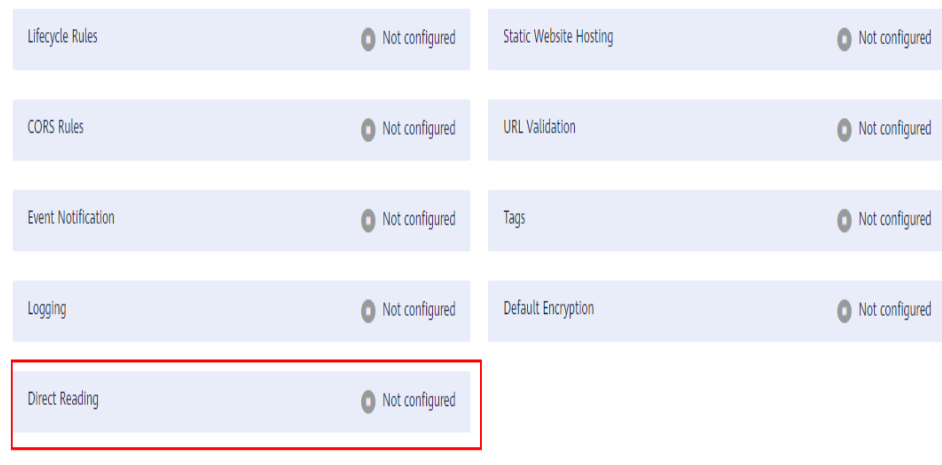 Lifecycle Rules Not configured Static Website Hosting Not configured
CORS Rules Not configured URL Validation Not configured
Event Notification Not configured Tags Not configured
Logging Not configured Default Encryption Not configured
Direct Reading Not configured